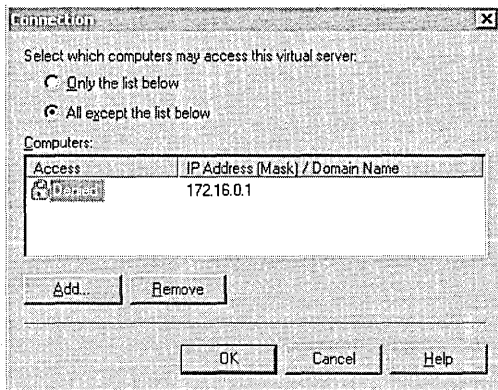 Connection
Select which computers may access this virtual server:
Only the list below
All except the list below
Computers:
Access IP Address (Mask) / Domain Name
Denied 172.16.0.1
Add... Remove
OK Cancel Help